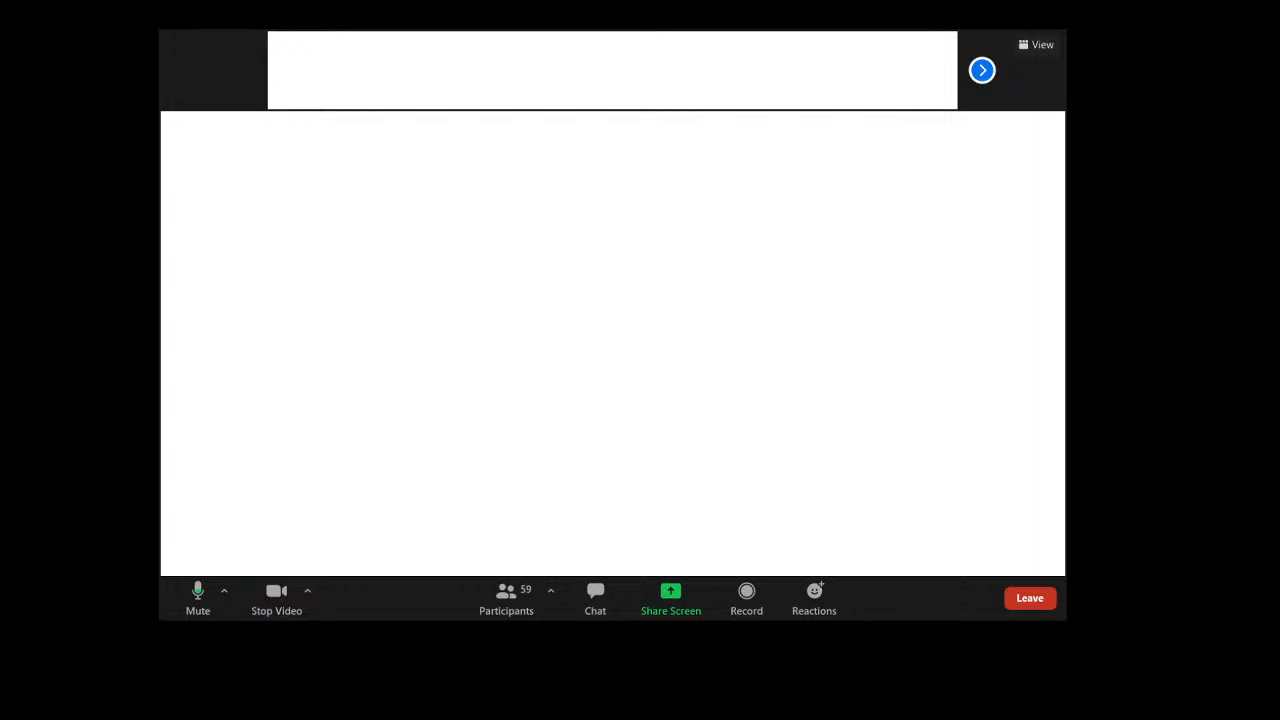 View
59
Mute
Stop Video
Participants
Chat
Share Screen
Record
Reactions
Leave